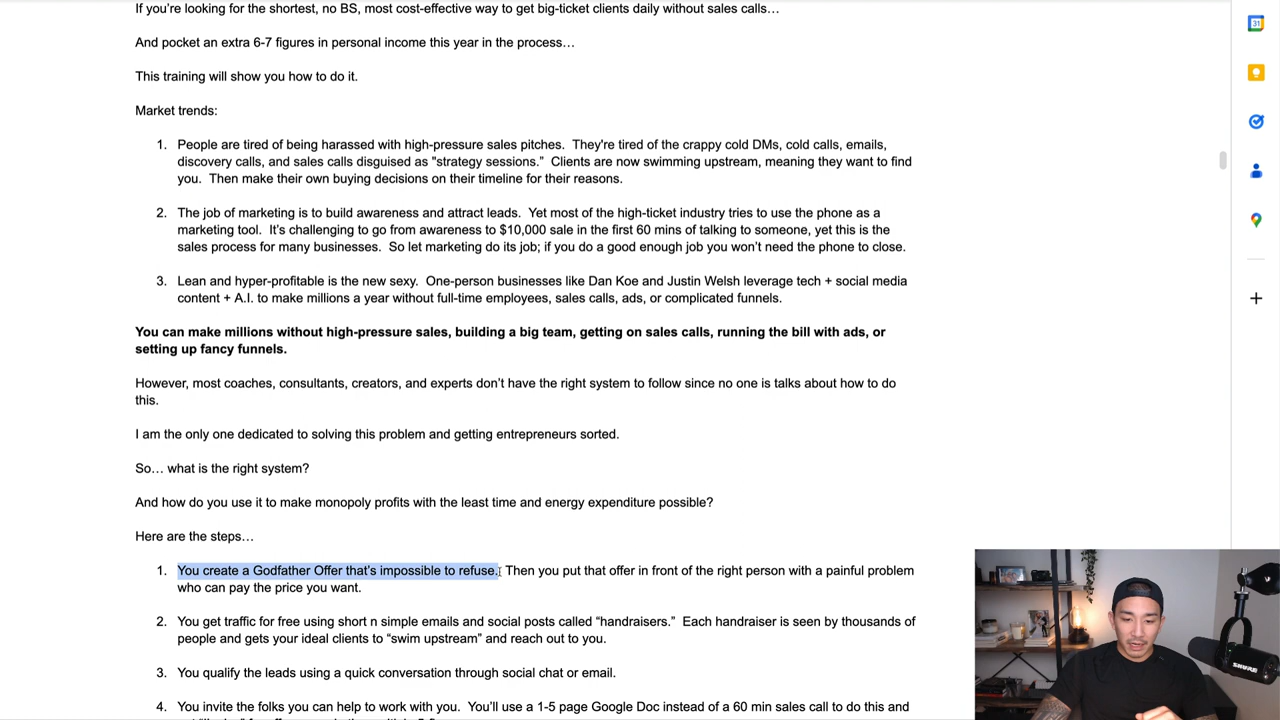 If you’re looking for the shortest, no BS, most cost-effective way to get big-ticket clients daily without sales calls…
And pocket an extra 6-7 figures in personal income this year in the process…
This training will show you how to do it.
Market trends:
1. People are tired of being harassed with high-pressure sales pitches. They're tired of the crappy cold DMs, cold calls, emails,
discovery calls, and sales calls disguised as "strategy sessions.” Clients are now swimming upstream, meaning they want to find
you. Then make their own buying decisions on their timeline for their reasons.
2. The job of marketing is to build awareness and attract leads. Yet most of the high-ticket industry tries to use the phone as a
marketing tool. It’s challenging to go from awareness to $10,000 sale in the first 60 mins of talking to someone, yet this is the
sales process for many businesses. So let marketing do its job; if you do a good enough job you won’t need the phone to close.
3. Lean and hyper-profitable is the new sexy. One-person businesses like Dan Koe and Justin Welsh leverage tech + social media
content + A.I. to make millions a year without full-time employees, sales calls, ads, or complicated funnels.
You can make millions without high-pressure sales, building a big team, getting on sales calls, running the bill with ads, or
setting up fancy funnels.
However, most coaches, consultants, creators, and experts don’t have the right system to follow since no one is talks about how to do
this.
I am the only one dedicated to solving this problem and getting entrepreneurs sorted.
So… what is the right system?
And how do you use it to make monopoly profits with the least time and energy expenditure possible?
Here are the steps…
1. You create a Godfather Offer that’s impossible to refuse. Then you put that offer in front of the right person with a painful problem
who can pay the price you want.
2. You get traffic for free using short n simple emails and social posts called “handraisers.” Each handraiser is seen by thousands of
people and gets your ideal clients to “swim upstream” and reach out to you.
3. You qualify the leads using a quick conversation through social chat or email.
4. You invite the folks you can help to work with you. You’ll use a 1-5 page Google Doc instead of a 60 min sales call to do this and
31
SHURE